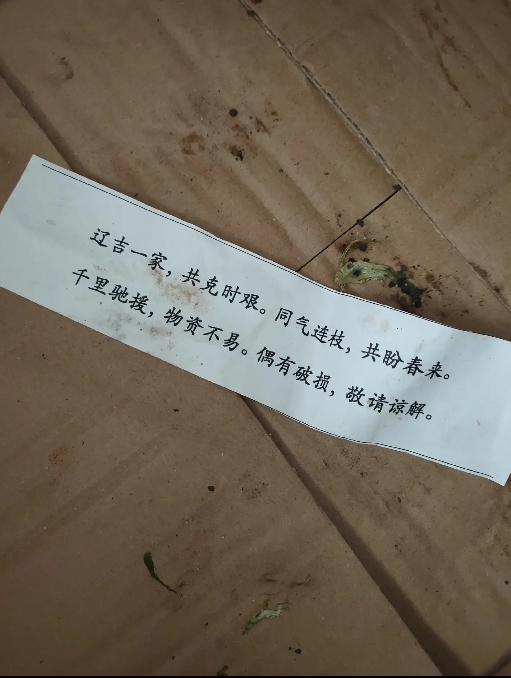 辽吉一家，共克时艰。同气连枝，共盼春来。
千里驰援，物资不易。偶有破损，敬请谅解。